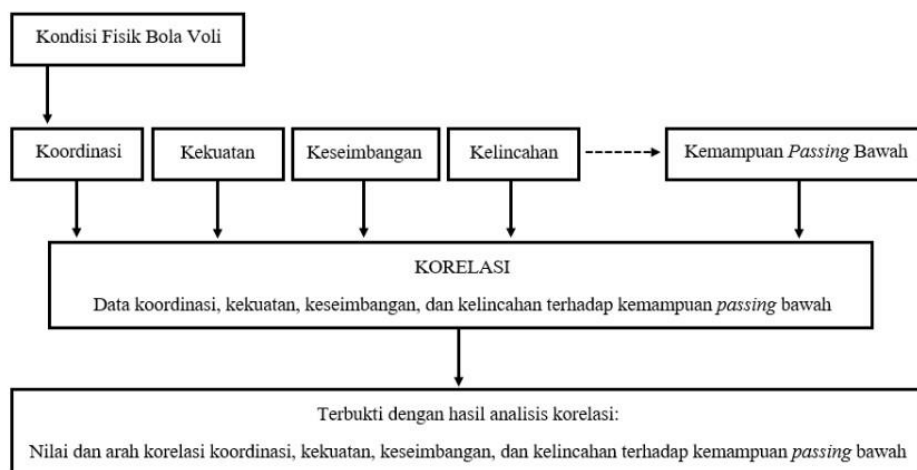 Kondisi Fisik Bola Voli
Koordinasi
Kekuatan
Keseimbangan
Kelincahan
Kemampuan Passing Bawah
KORELASI
Data koordinasi, kekuatan, keseimbangan, dan kelincahan terhadap kemampuan passing bawah
Terbukti dengan hasil analisis korelasi:
Nilai dan arah korelasi koordinasi, kekuatan, keseimbangan, dan kelincahan terhadap kemampuan passing bawah